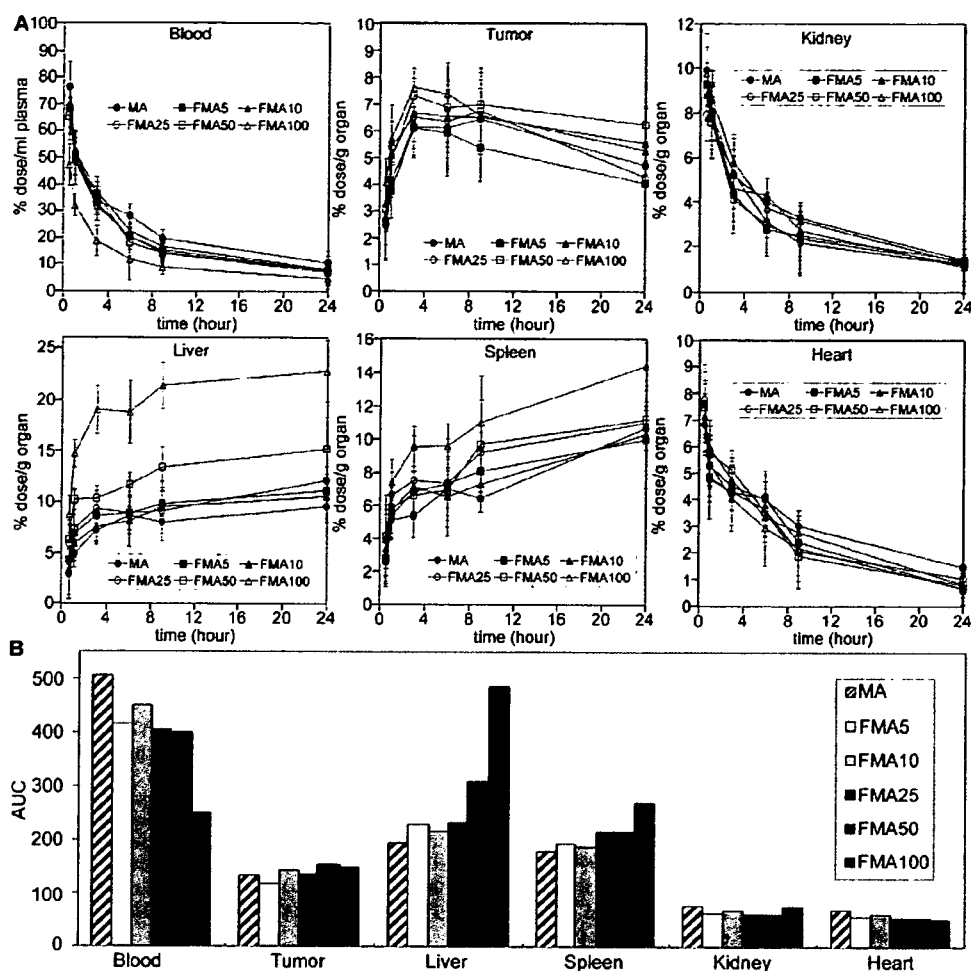 A
Blood
% dose/ml plasma
100
90
80
70
60
50
40
30
20
10
0
MA FMA5 FMA10
FMA25 FMA50 FMA100
0 4 8 12 16 20 24
time (hour)
Tumor
% dose/g organ
9
8
7
6
5
4
3
2
1
0
MA FMA5 FMA10
FMA25 FMA50 FMA100
0 4 8 12 16 20 24
time (hour)
Kidney
% dose/g organ
12
10
8
6
4
2
0
MA FMA5 FMA10
FMA25 FMA50 FMA100
0 4 8 12 16 20 24
time (hour)
Liver
% dose/g organ
25
20
15
10
5
0
MA FMA5 FMA10
FMA25 FMA50 FMA100
0 4 8 12 16 20 24
time (hour)
Spleen
% dose/g organ
16
14
12
10
8
6
4
2
0
MA FMA5 FMA10
FMA25 FMA50 FMA100
0 4 8 12 16 20 24
time (hour)
Heart
% dose/g organ
10
9
8
7
6
5
4
3
2
1
0
MA FMA5 FMA10
FMA25 FMA50 FMA100
0 4 8 12 16 20 24
time (hour)
B
AUC
500
400
300
200
100
0
MA
FMA5
FMA10
FMA25
FMA50
FMA100
Blood Tumor Liver Spleen Kidney Heart